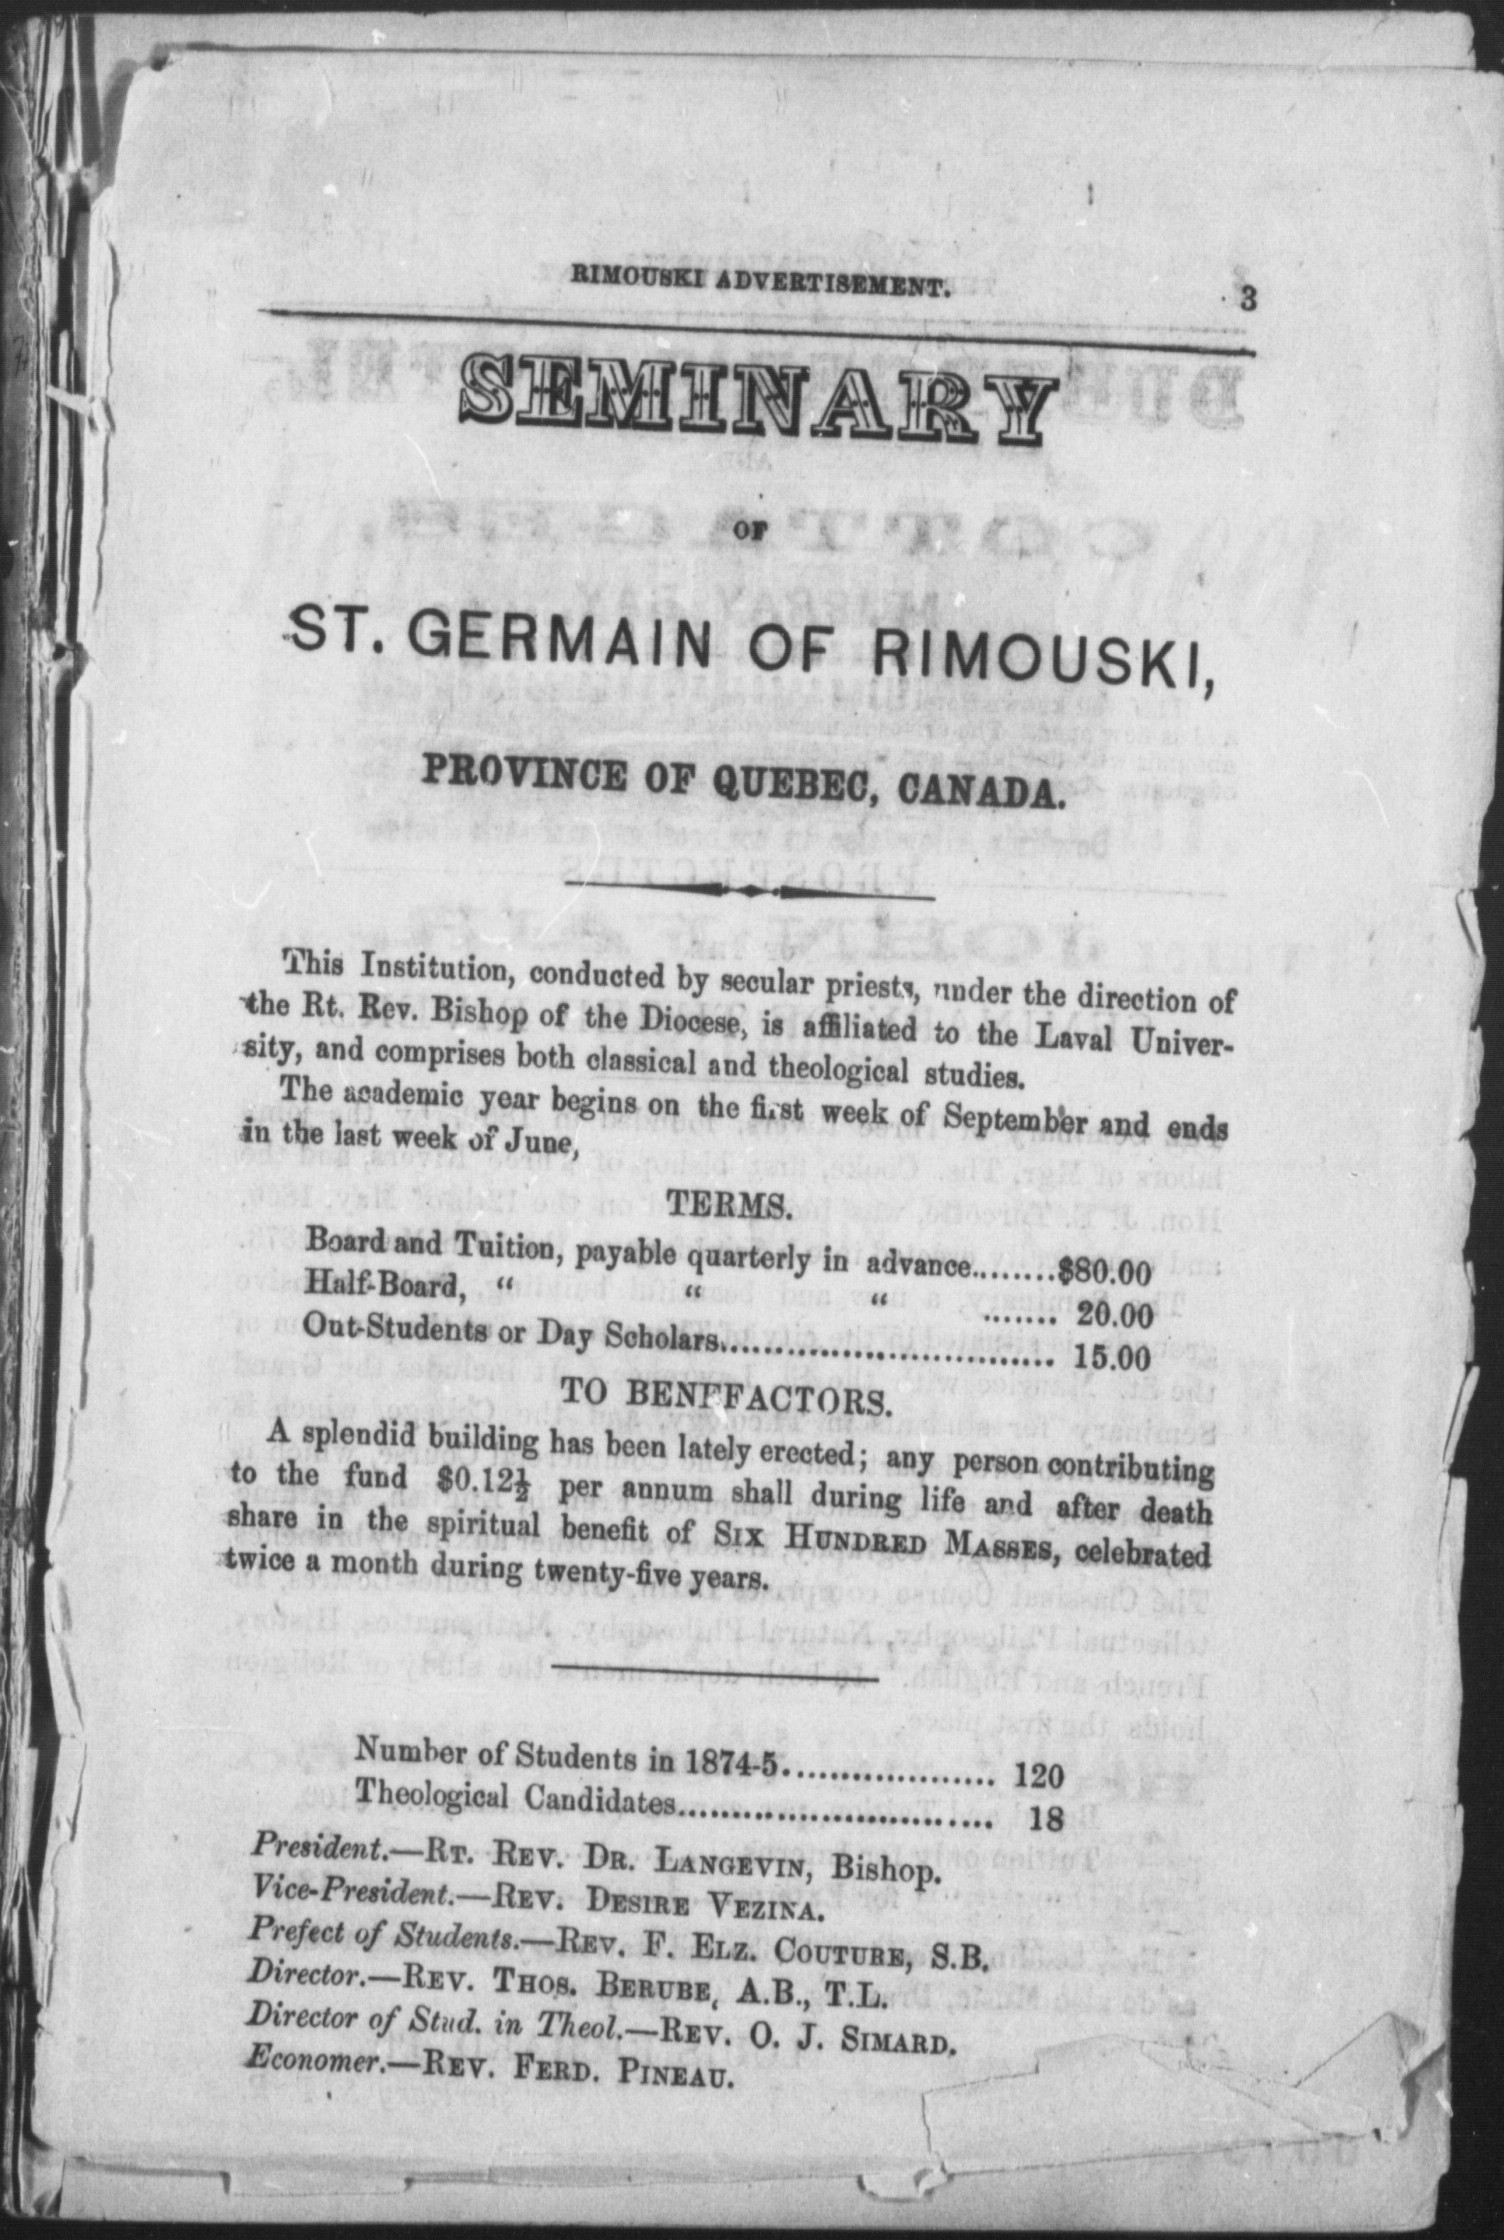 RIMOUSKI ADVERTISEMENT. 3
SEMINARY
OF
ST. GERMAIN OF RIMOUSKI,
PROVINCE OF QUEBEC, CANADA.
This Institution, conducted by secular priests, under the direction of
the Rt. Rev. Bishop of the Diocese, is affiliated to the Laval Univer-
sity, and comprises both classical and theological studies.
The academic year begins on the first week of September and ends
in the last week of June,
TERMS.
Board and Tuition, payable quarterly in advance........$80.00
Half-Board, “ “ “ ....... 20.00
Out-Students or Day Scholars................................ 15.00
TO BENEFACTORS.
A splendid building has been lately erected; any person contributing
to the fund $0.12½ per annum shall during life and after death
share in the spiritual benefit of SIX HUNDRED MASSES, celebrated
twice a month during twenty-five years.
Number of Students in 1874-5.................... 120
Theological Candidates.............................. 18
President.—RT. REV. DR. LANGEVIN, Bishop.
Vice-President.—REV. DESIRE VEZINA.
Prefect of Students.—REV. F. ELZ. COUTURE, S.B.
Director.—REV. THOS. BERUBE, A.B., T.L.
Director of Stud. in Theol.—REV. O. J. SIMARD.
Economer.—REV. FERD. PINEAU.